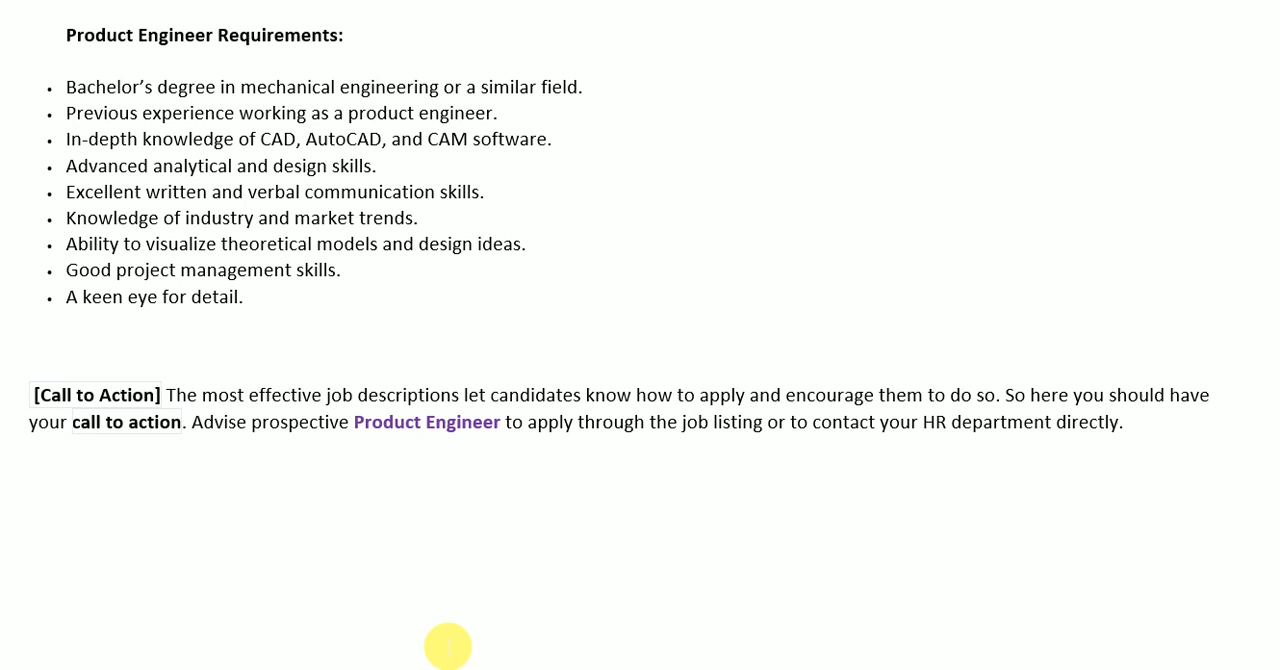 Product Engineer Requirements:
• Bachelor’s degree in mechanical engineering or a similar field.
• Previous experience working as a product engineer.
• In-depth knowledge of CAD, AutoCAD, and CAM software.
• Advanced analytical and design skills.
• Excellent written and verbal communication skills.
• Knowledge of industry and market trends.
• Ability to visualize theoretical models and design ideas.
• Good project management skills.
• A keen eye for detail.
[Call to Action] The most effective job descriptions let candidates know how to apply and encourage them to do so. So here you should have
your call to action. Advise prospective Product Engineer to apply through the job listing or to contact your HR department directly.